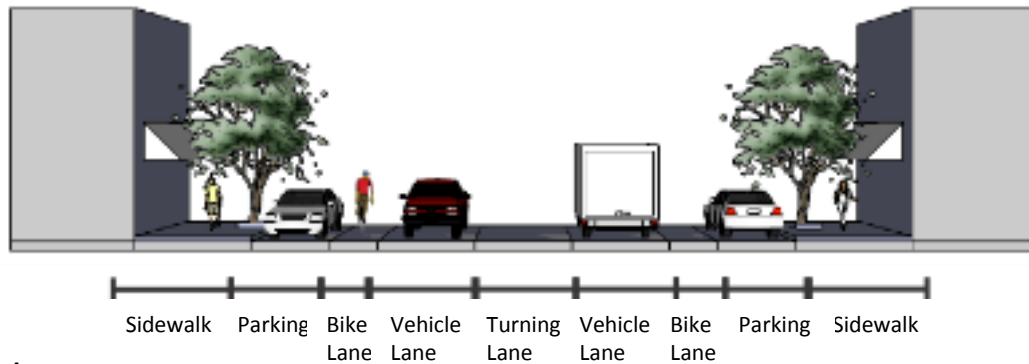 Sidewalk Parking Bike Vehicle Turning Vehicle Bike Parking Sidewalk
Lane Lane Lane Lane Lane